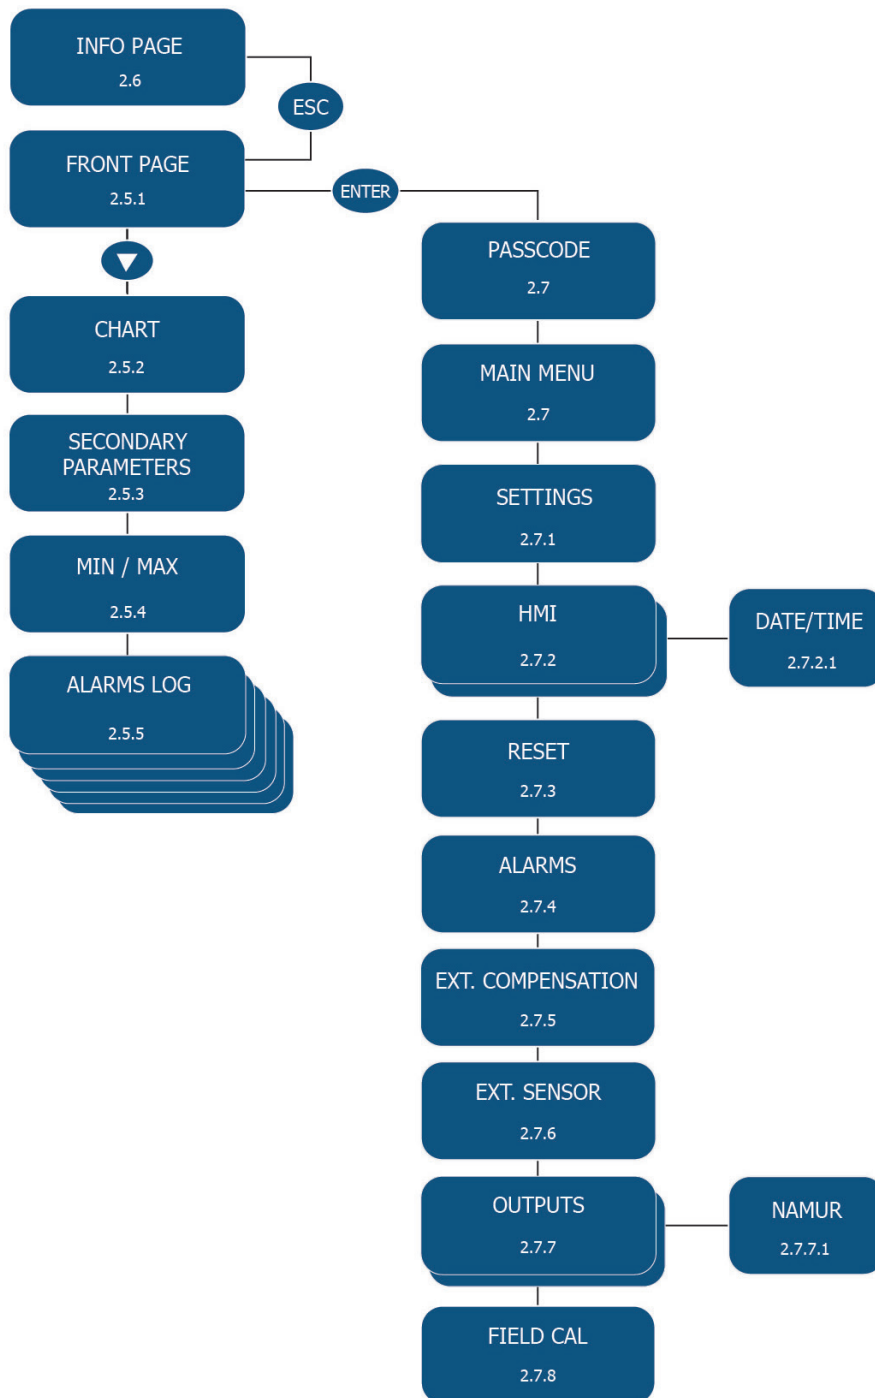 INFO PAGE
2.6
ESC
FRONT PAGE
2.5.1
ENTER
CHART
2.5.2
SECONDARY
PARAMETERS
2.5.3
MIN / MAX
2.5.4
ALARMS LOG
2.5.5
PASSCODE
2.7
MAIN MENU
2.7
SETTINGS
2.7.1
HMI
2.7.2
DATE/TIME
2.7.2.1
RESET
2.7.3
ALARMS
2.7.4
EXT. COMPENSATION
2.7.5
EXT. SENSOR
2.7.6
OUTPUTS
2.7.7
NAMUR
2.7.7.1
FIELD CAL
2.7.8